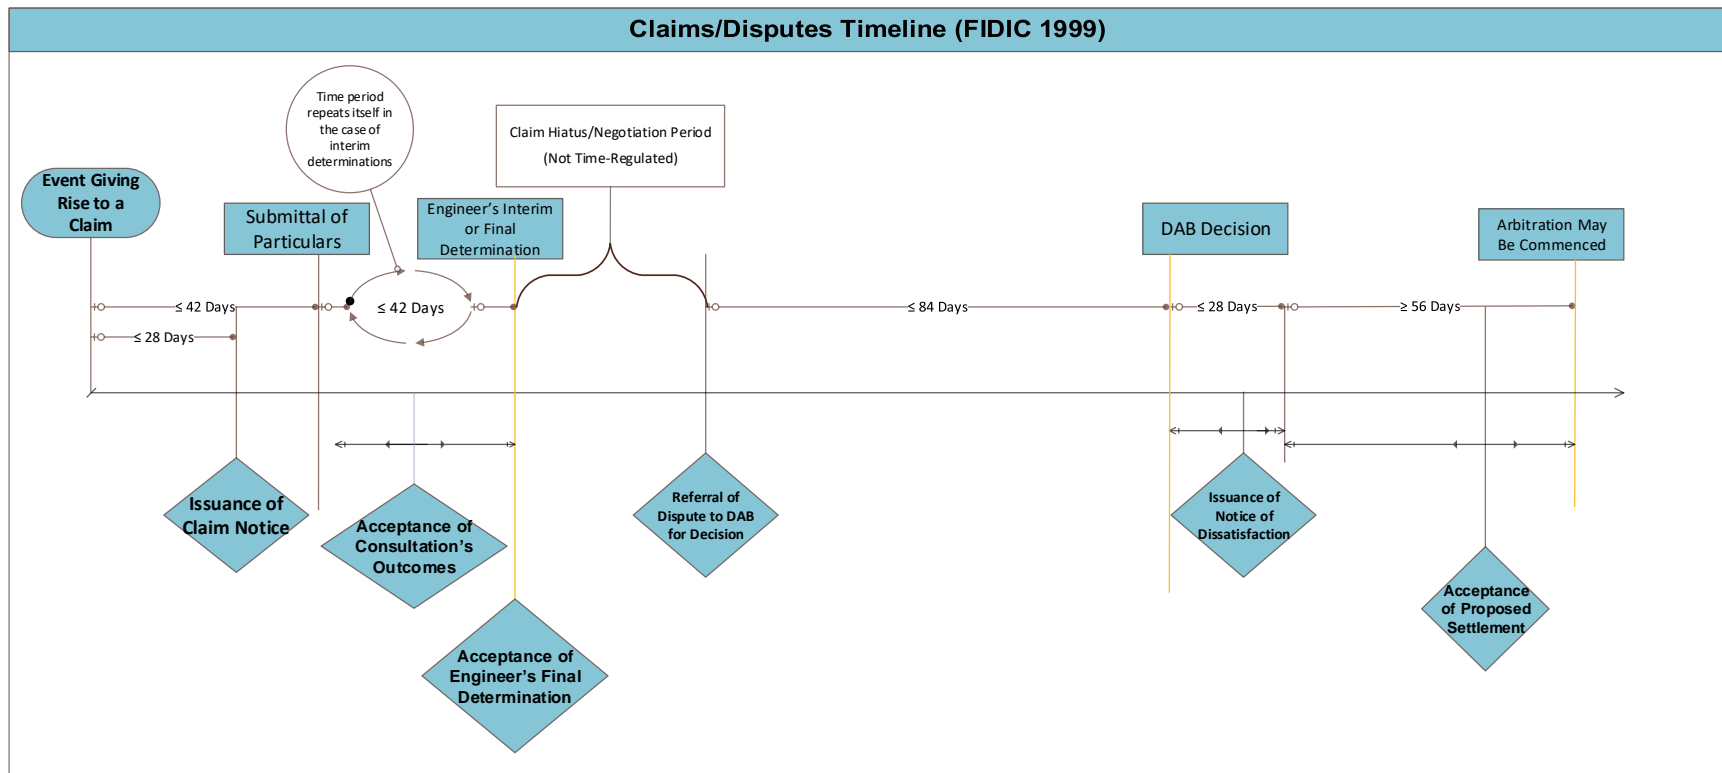 Claims/Disputes Timeline (FIDIC 1999)
Time period
repeats itself in
the case of
interim
determinations
Claim Hiatus/Negotiation Period
(Not Time-Regulated)
Event Giving
Rise to a
Claim
Submittal of
Particulars
Engineer’s Interim
or Final
Determination
DAB Decision
Arbitration May
Be Commenced
≤ 42 Days
≤ 42 Days
≤ 84 Days
≤ 28 Days
≥ 56 Days
≤ 28 Days
Issuance of
Claim Notice
Acceptance of
Consultation’s
Outcomes
Referral of
Dispute to DAB
for Decision
Issuance of
Notice of
Dissatisfaction
Acceptance
of Proposed
Settlement
Acceptance of
Engineer’s Final
Determination